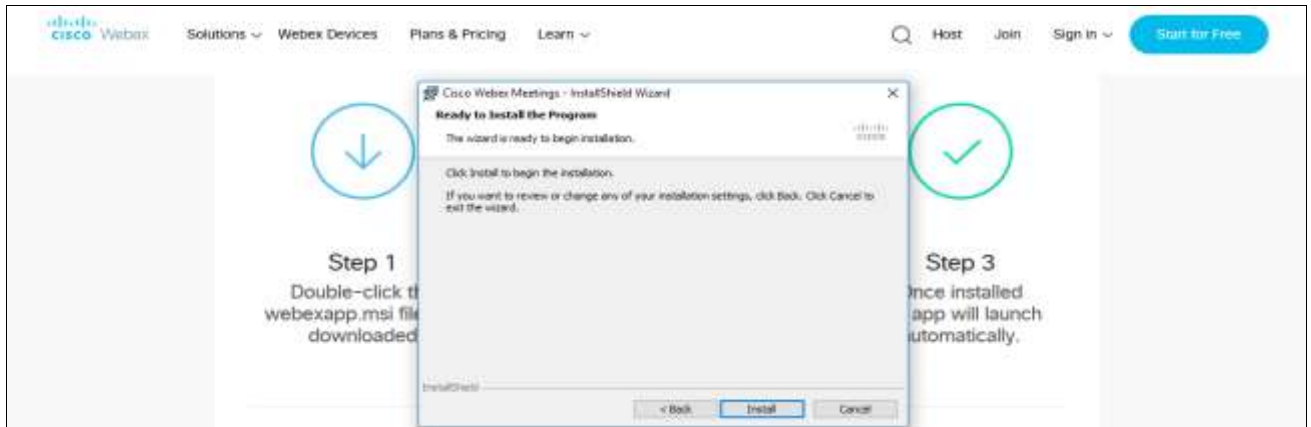 cisco Webex
Solutions Webex Devices Plans & Pricing Learn Host Join Sign in Start for Free
Cisco Webex Meetings - InstallShield Wizard
Ready to Install the Program
The wizard is ready to begin installation.
cisco
Click Install to begin the installation.
If you want to review or change any of your installation settings, click Back. Click Cancel to
exit the wizard.
Step 1
Double-click th
webexapp.msi file
downloaded
Step 3
Once installed
app will launch
automatically.
InstallShield
< Back Install Cancel